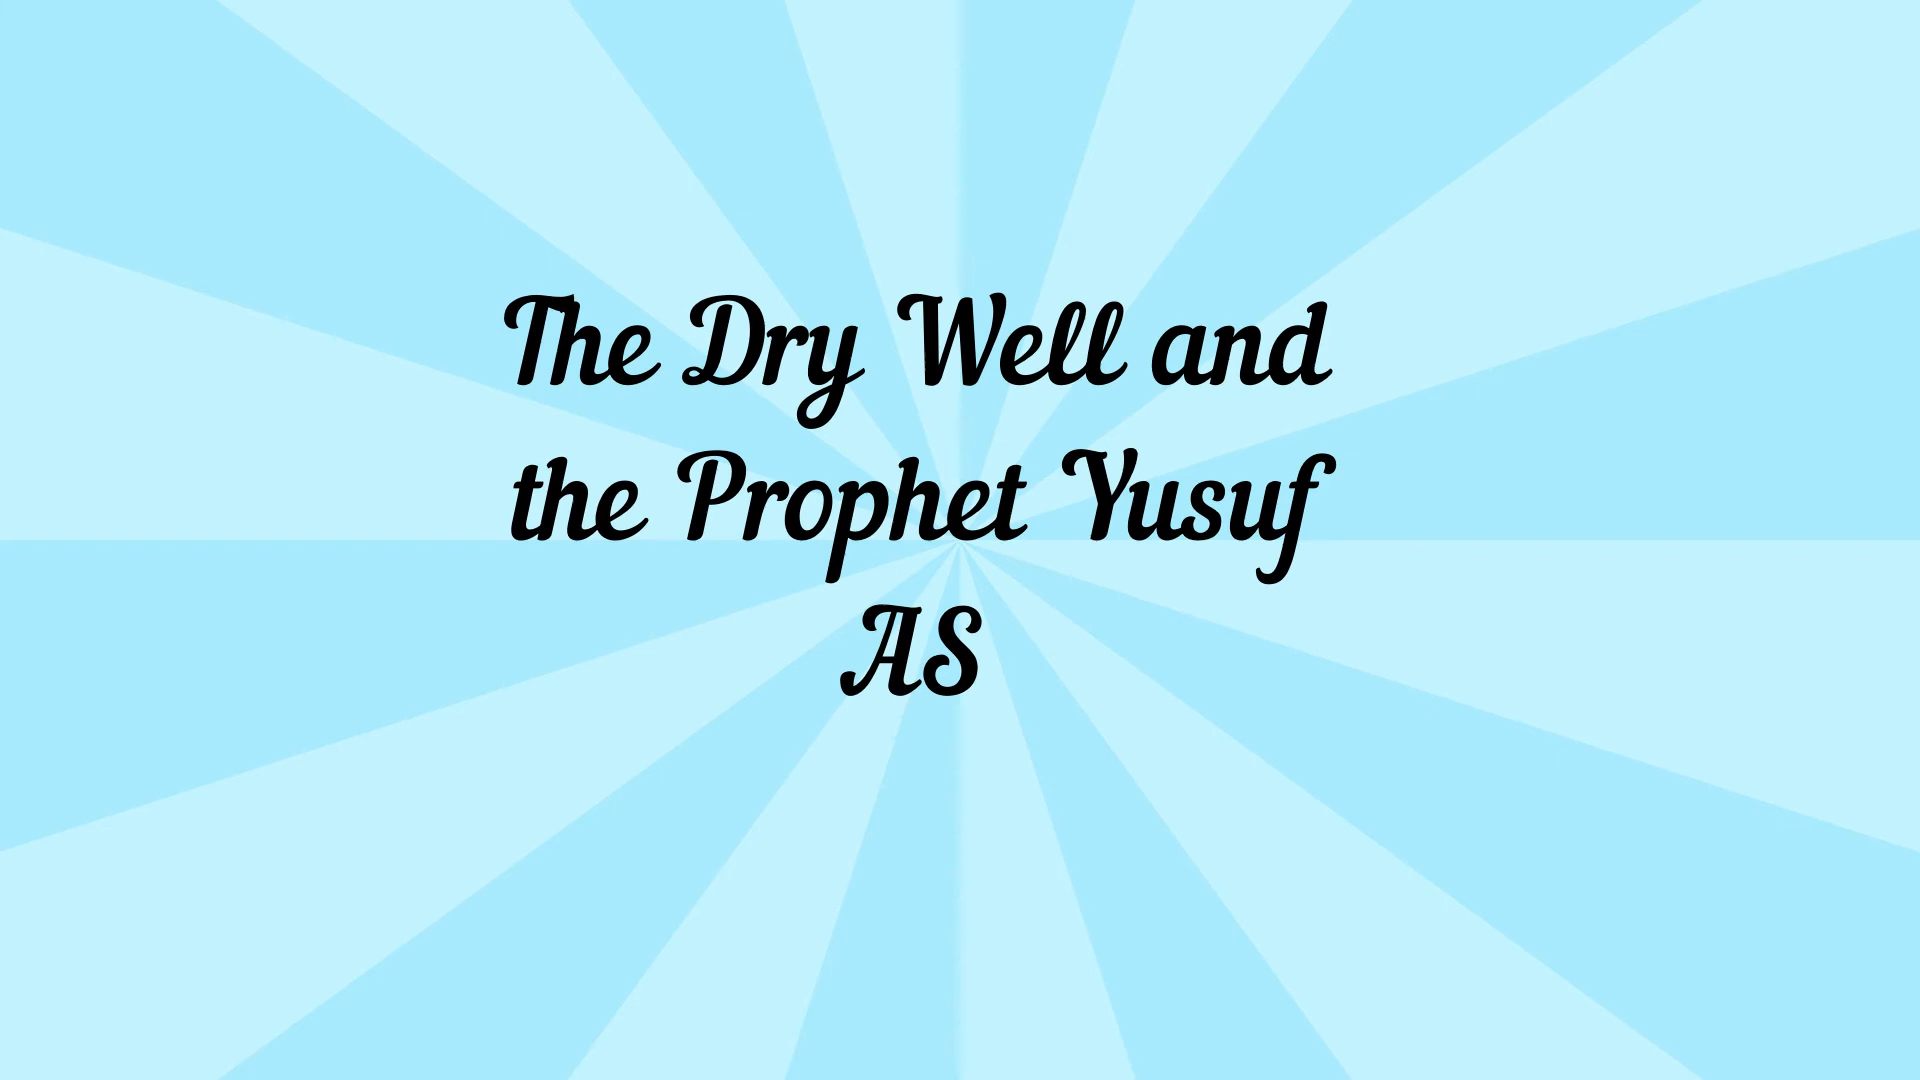 The Dry Well and
the Prophet Yusuf
AS